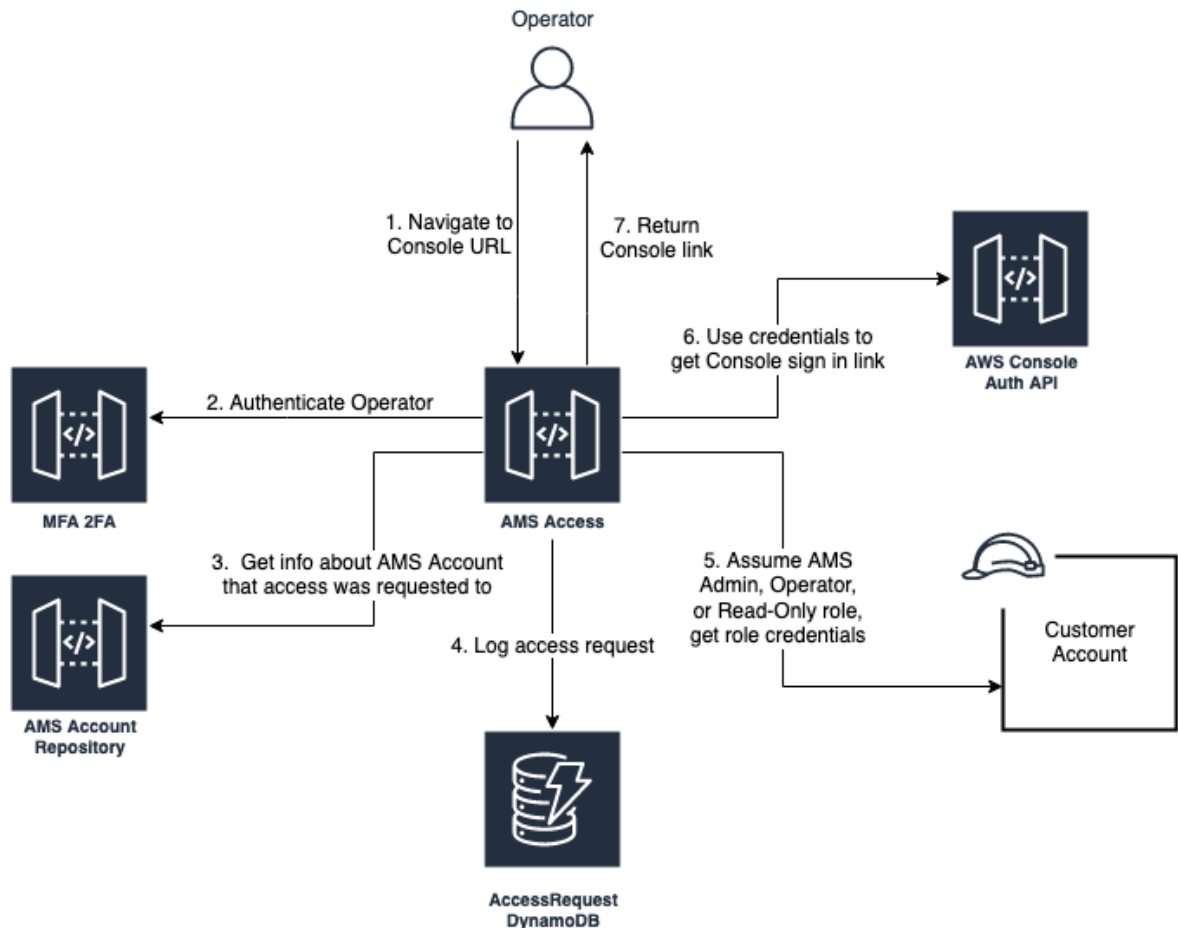 Operator
1. Navigate to
Console URL
7. Return
Console link
6. Use credentials to
get Console sign in link
</>
AWS Console
Auth API
2. Authenticate Operator
</>
MFA 2FA
</>
AMS Access
3. Get info about AMS Account
that access was requested to
</>
AMS Account
Repository
4. Log access request
5. Assume AMS
Admin, Operator,
or Read-Only role,
get role credentials
Customer
Account
AccessRequest
DynamoDB